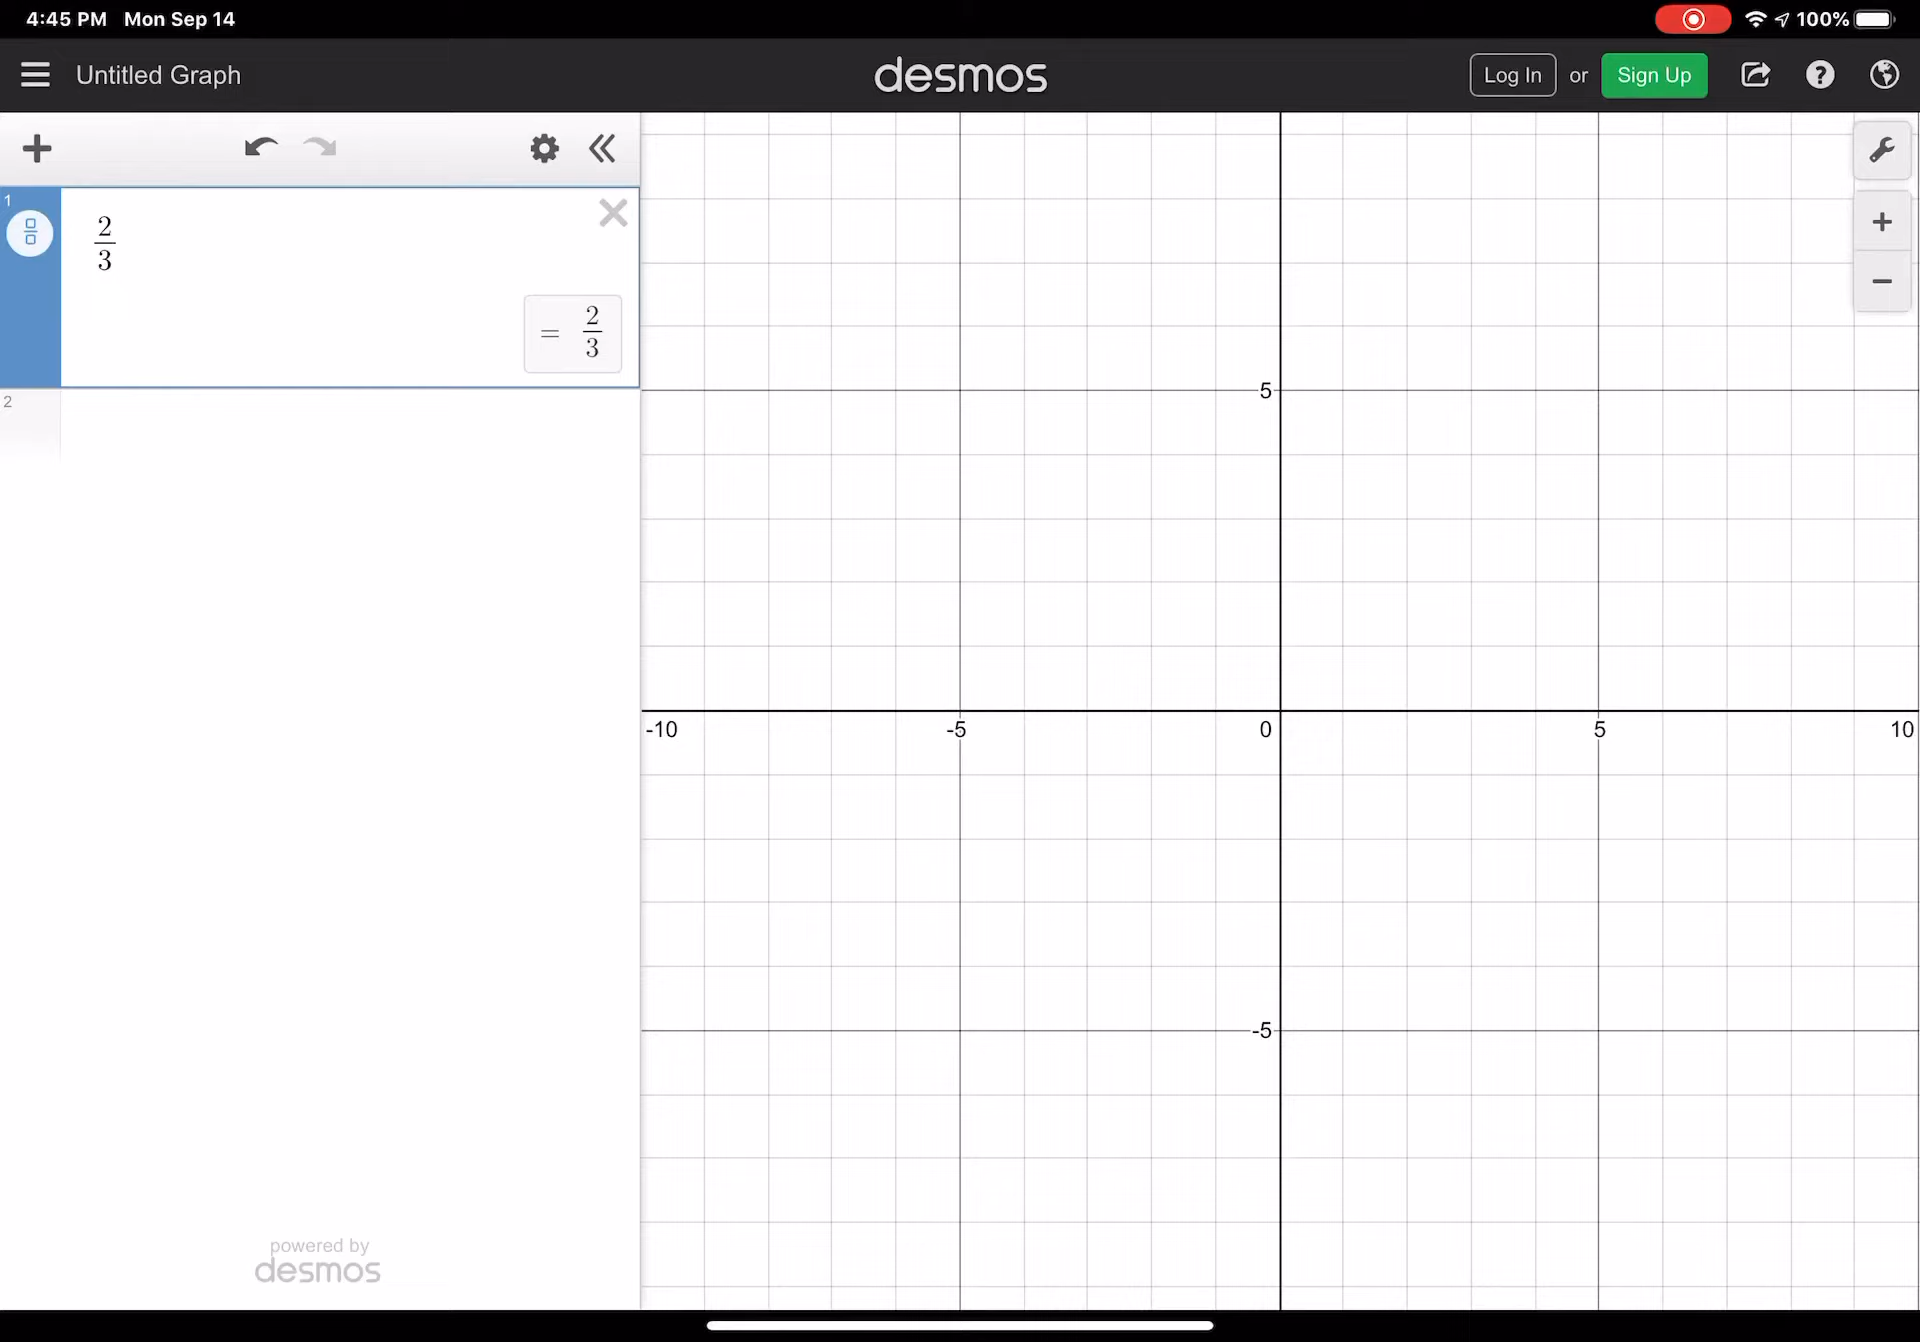 4:45 PM Mon Sep 14
100%
Untitled Graph
desmos
Log In or Sign Up
1
2
3
= 2
3
2
5
-10 -5 0 5 10
-5
powered by
desmos